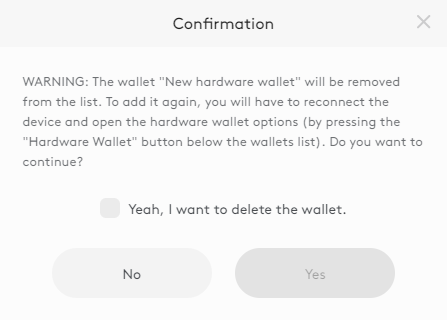 Confirmation
WARNING: The wallet "New hardware wallet" will be removed
from the list. To add it again, you will have to reconnect the
device and open the hardware wallet options (by pressing the
"Hardware Wallet" button below the wallets list). Do you want to
continue?
Yeah, I want to delete the wallet.
No
Yes